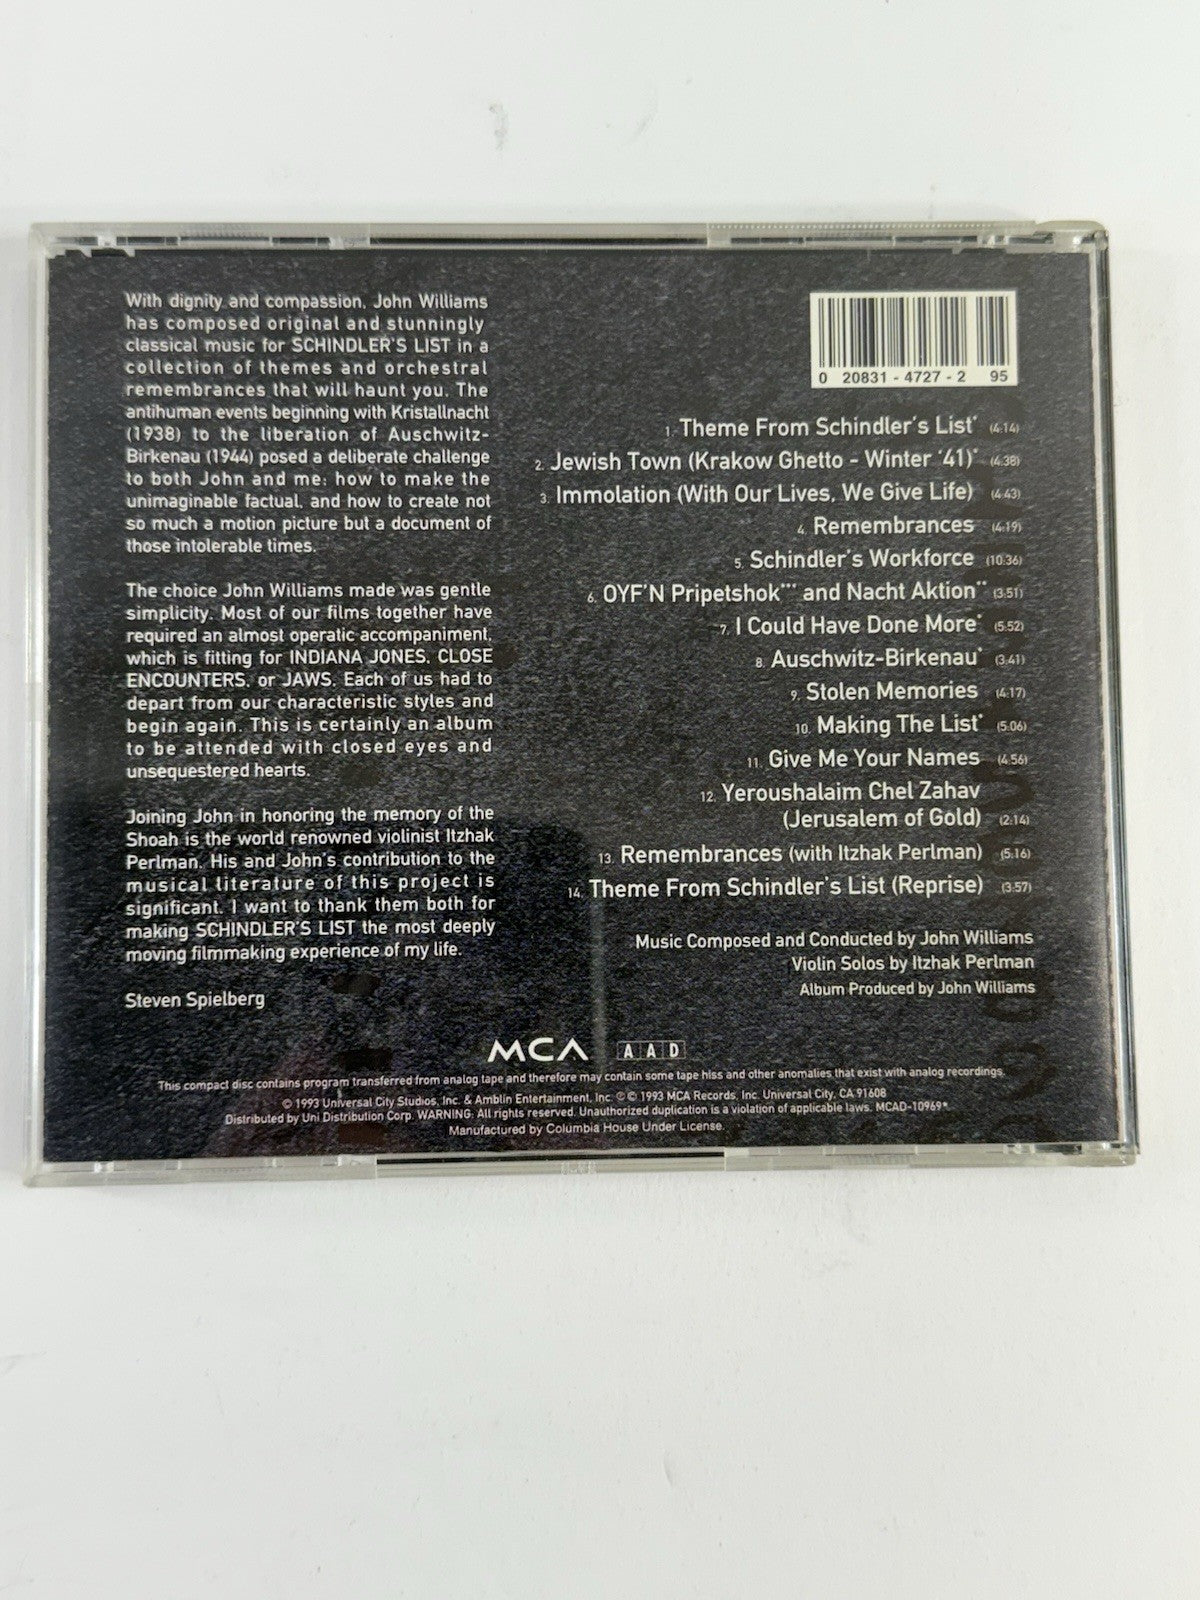 With dignity and compassion, John Williams
has composed original and stunningly
classical music for SCHINDLER'S LIST in a
collection of themes and orchestral
remembrances that will haunt you. The
antihuman events beginning with Kristallnacht
(1938) to the liberation of Auschwitz-
Birkenau (1944) posed a deliberate challenge
to both John and me: how to make the
unimaginable factual, and how to create not
so much a motion picture but a document of
those intolerable times.
The choice John Williams made was gentle
simplicity. Most of our films together have
required an almost operatic accompaniment,
which is fitting for INDIANA JONES, CLOSE
ENCOUNTERS, or JAWS. Each of us had to
depart from our characteristic styles and
begin again. This is certainly an album
to be attended with closed eyes and
unsequestered hearts.
Joining John in honoring the memory of the
Shoah is the world renowned violinist Itzhak
Perlman. His and John's contribution to the
musical literature of this project is
significant. I want to thank them both for
making SCHINDLER'S LIST the most deeply
moving filmmaking experience of my life.
Steven Spielberg
0 20831 - 4727 - 2 95
1. Theme From Schindler's List* (4:14)
2. Jewish Town (Krakow Ghetto - Winter '41)* (4:38)
3. Immolation (With Our Lives, We Give Life) (4:43)
4. Remembrances (4:19)
5. Schindler's Workforce (10:36)
6. OYF'N Pripetshok*** and Nacht Aktion** (3:51)
7. I Could Have Done More* (5:52)
8. Auschwitz-Birkenau* (3:41)
9. Stolen Memories (4:17)
10. Making The List* (5:06)
11. Give Me Your Names (4:56)
12. Yeroushalaim Chel Zahav
(Jerusalem of Gold) (2:14)
13. Remembrances (with Itzhak Perlman) (5:16)
14. Theme From Schindler's List (Reprise) (3:57)
Music Composed and Conducted by John Williams
Violin Solos by Itzhak Perlman
Album Produced by John Williams
MCA AAD
This compact disc contains program transferred from analog tape and therefore may contain some tape hiss and other anomalies that exist with analog recordings.
© 1993 Universal City Studios, Inc. & Amblin Entertainment, Inc. ℗ © 1993 MCA Records, Inc. Universal City, CA 91608
Distributed by Uni Distribution Corp. WARNING: All rights reserved. Unauthorized duplication is a violation of applicable laws. MCAD-10969*
Manufactured by Columbia House Under License.